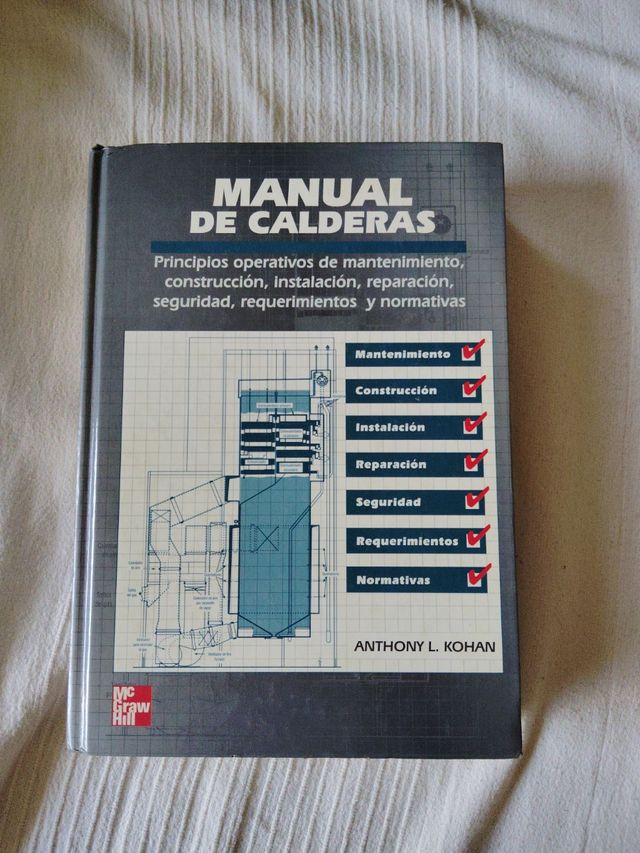 MANUAL
DE CALDERAS
Principios operativos de mantenimiento,
construcción, instalación, reparación,
seguridad, requerimientos y normativas
Mantenimiento
Construcción
Instalación
Reparación
Seguridad
Requerimientos
Normativas
ANTHONY L. KOHAN
Mc
Graw
Hill